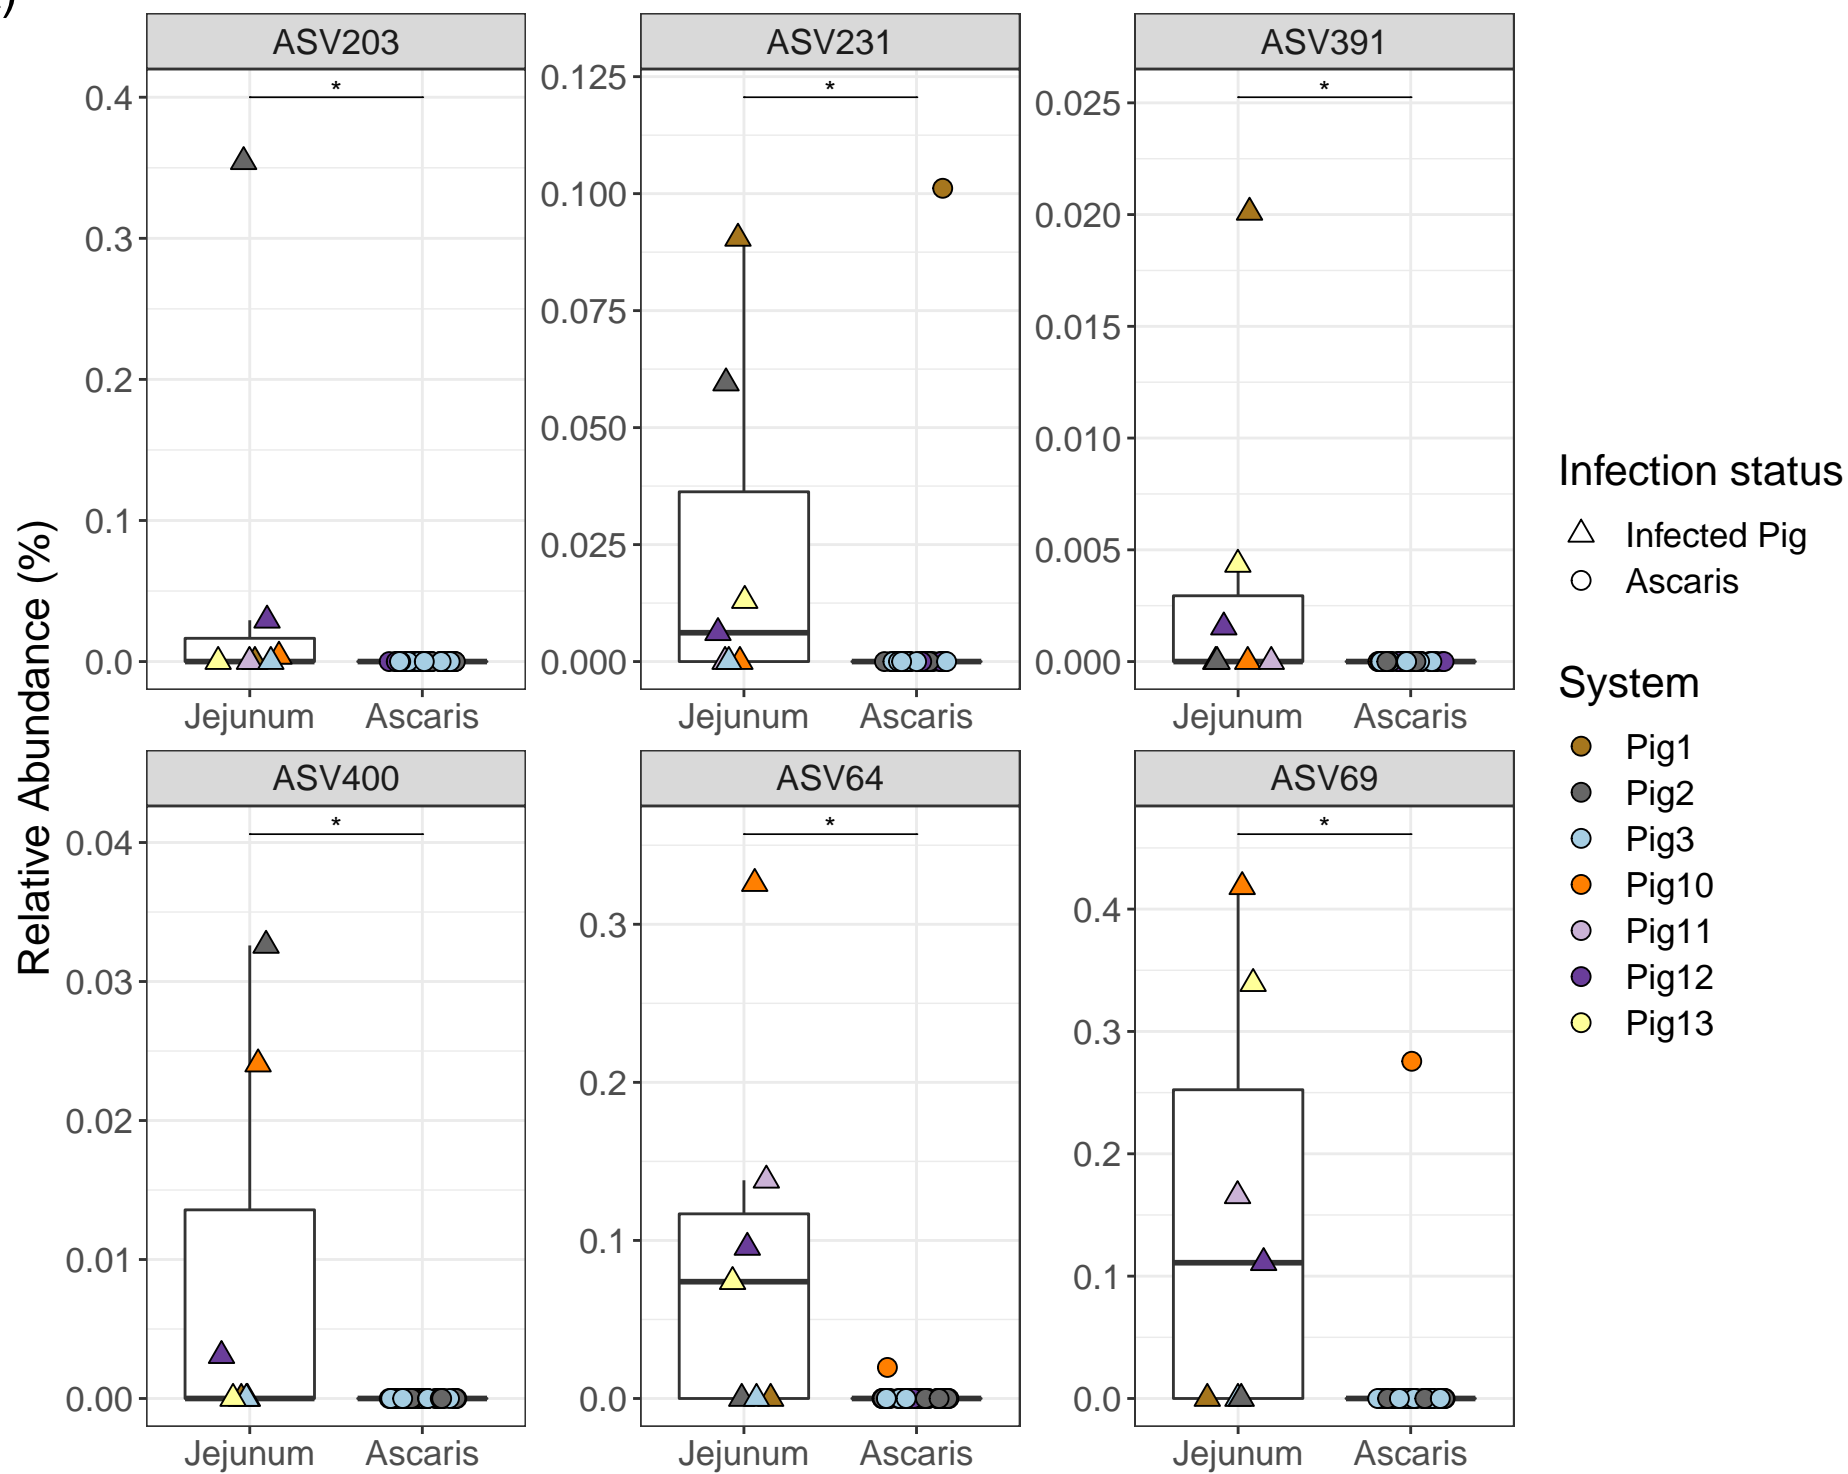 )
ASV203
ASV231
ASV391
0.4
0.3
0.2
0.1
0.0
*
Jejunum
Ascaris
0.125
0.100
0.075
0.050
0.025
0.000
*
Jejunum
Ascaris
0.025
0.020
0.015
0.010
0.005
0.000
*
Jejunum
Ascaris
Relative Abundance (%)
ASV400
ASV64
ASV69
0.04
0.03
0.02
0.01
0.00
*
Jejunum
Ascaris
0.3
0.2
0.1
0.0
*
Jejunum
Ascaris
0.4
0.3
0.2
0.1
0.0
*
Jejunum
Ascaris
Infection status
Infected Pig
Ascaris
System
Pig1
Pig2
Pig3
Pig10
Pig11
Pig12
Pig13